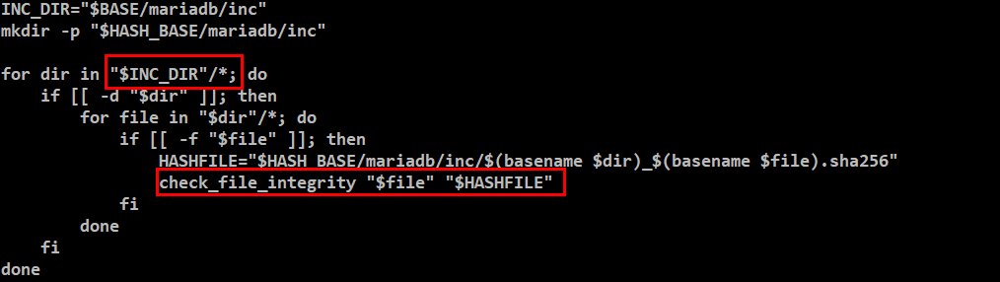 INC_DIR="$BASE/mariadb/inc"
mkdir -p "$HASH_BASE/mariadb/inc"
for dir in "$INC_DIR"/*; do
if [[ -d "$dir" ]]; then
for file in "$dir"/*; do
if [[ -f "$file" ]]; then
HASHFILE="$HASH_BASE/mariadb/inc/$(basename $dir)_$(basename $file).sha256"
check_file_integrity "$file" "$HASHFILE"
fi
done
fi
done